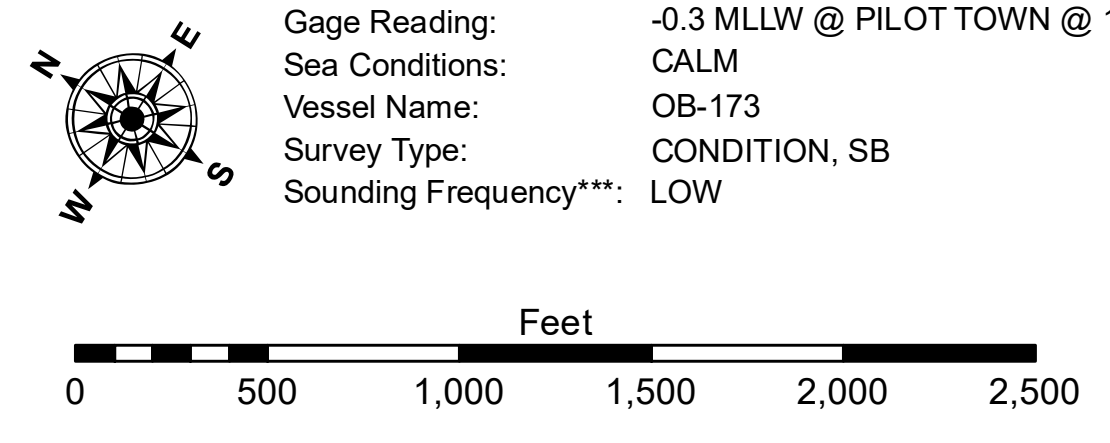 N E S W
Gage Reading: -0.3 MLLW @ PILOT TOWN @
Sea Conditions: CALM
Vessel Name: OB-173
Survey Type: CONDITION, SB
Sounding Frequency***: LOW
Feet
0 500 1,000 1,500 2,000 2,500